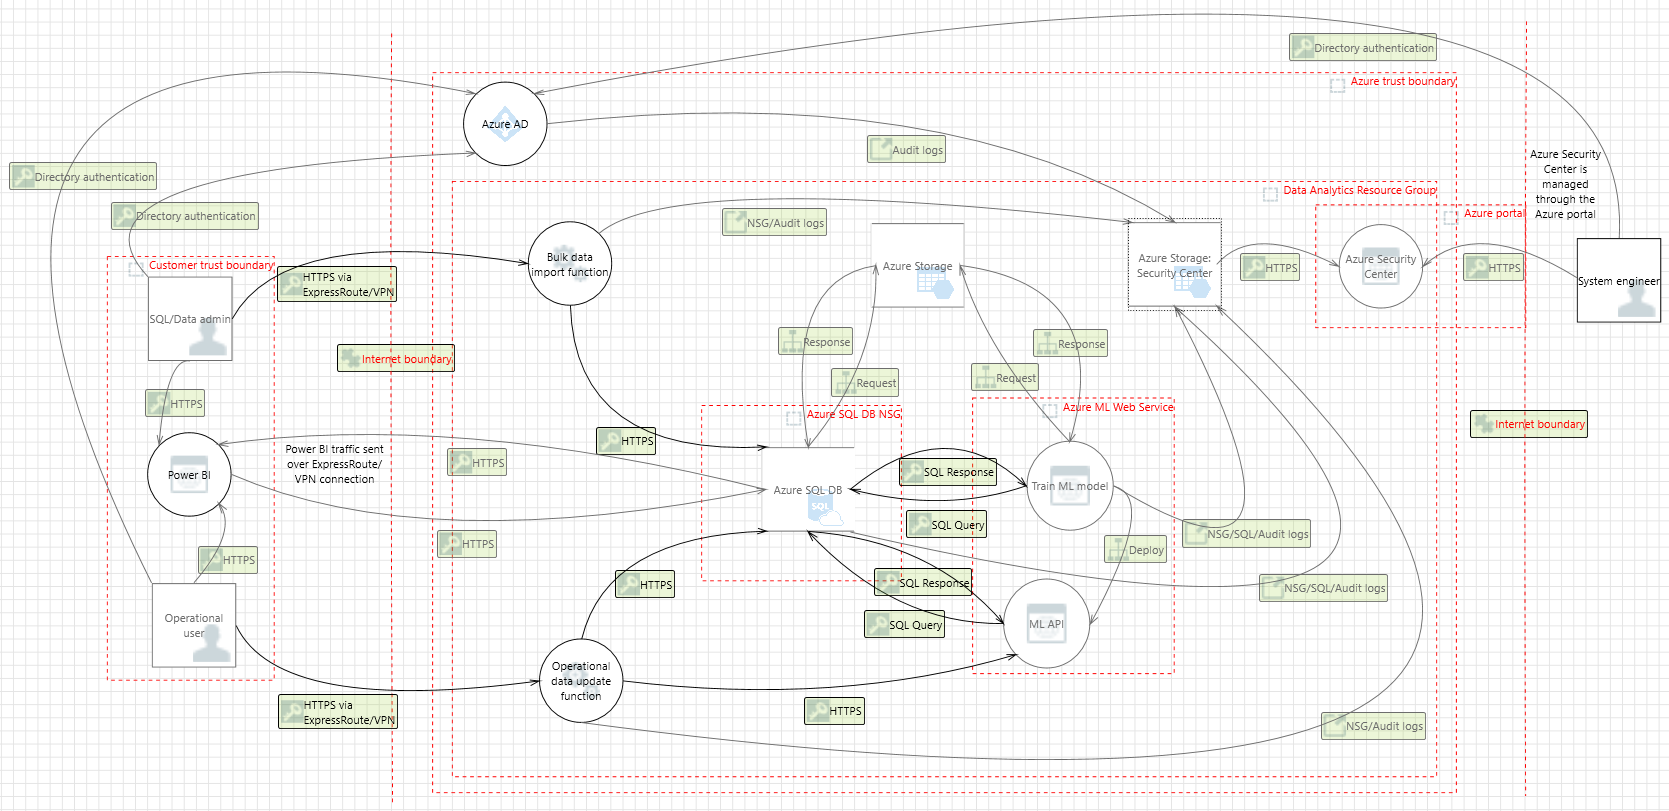 Directory authentication
Azure trust boundary
Azure AD
Audit logs
Azure Security
Center is
managed
through the
Azure portal
Directory authentication
Data Analytics Resource Group
Directory authentication
NSG/Audit logs
Azure portal
Customer trust boundary
Bulk data
import function
Azure Storage
Azure Storage:
Security Center
HTTPS
Azure Security
Center
HTTPS
System engineer
HTTPS via
ExpressRoute/VPN
SQL/Data admin
Internet boundary
Response
Response
Request
Request
HTTPS
Azure SQL DB NSG
Azure ML Web Service
Internet boundary
HTTPS
Power BI traffic sent
over ExpressRoute/
VPN connection
HTTPS
Power BI
SQL Response
Azure SQL DB
SQL
Train ML model
SQL Query
NSG/SQL/Audit logs
HTTPS
Deploy
HTTPS
HTTPS
SQL Response
NSG/SQL/Audit logs
Operational
user
SQL Query
ML API
Operational
data update
function
HTTPS via
ExpressRoute/VPN
HTTPS
NSG/Audit logs